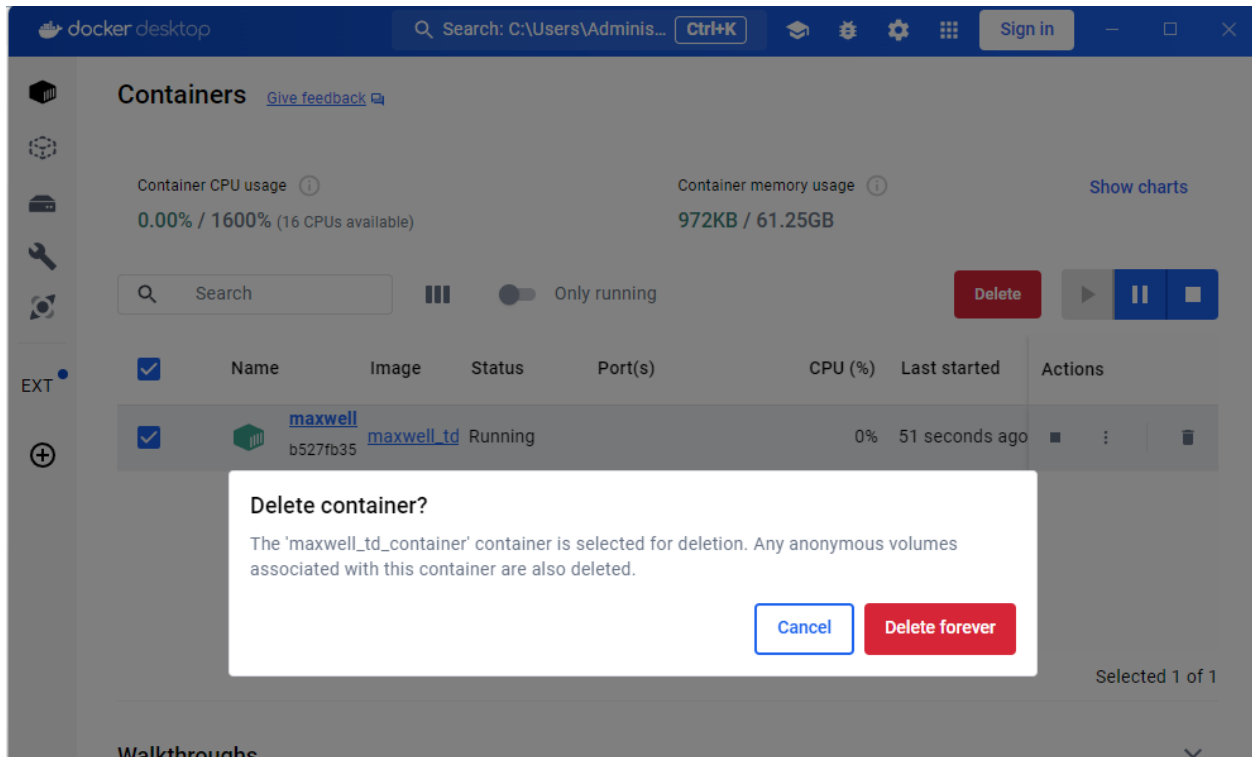 docker desktop Search: C:\Users\Adminis... Ctrl+K Sign in
Containers Give feedback
Container CPU usage Container memory usage Show charts
0.00% / 1600% (16 CPUs available) 972KB / 61.25GB
Search Only running Delete
Name Image Status Port(s) CPU (%) Last started Actions
EXT
maxwell
maxwell_td Running 0% 51 seconds ago
b527fb35
Delete container?
The 'maxwell_td_container' container is selected for deletion. Any anonymous volumes
associated with this container are also deleted.
Cancel Delete forever
Selected 1 of 1
Walkthroughs